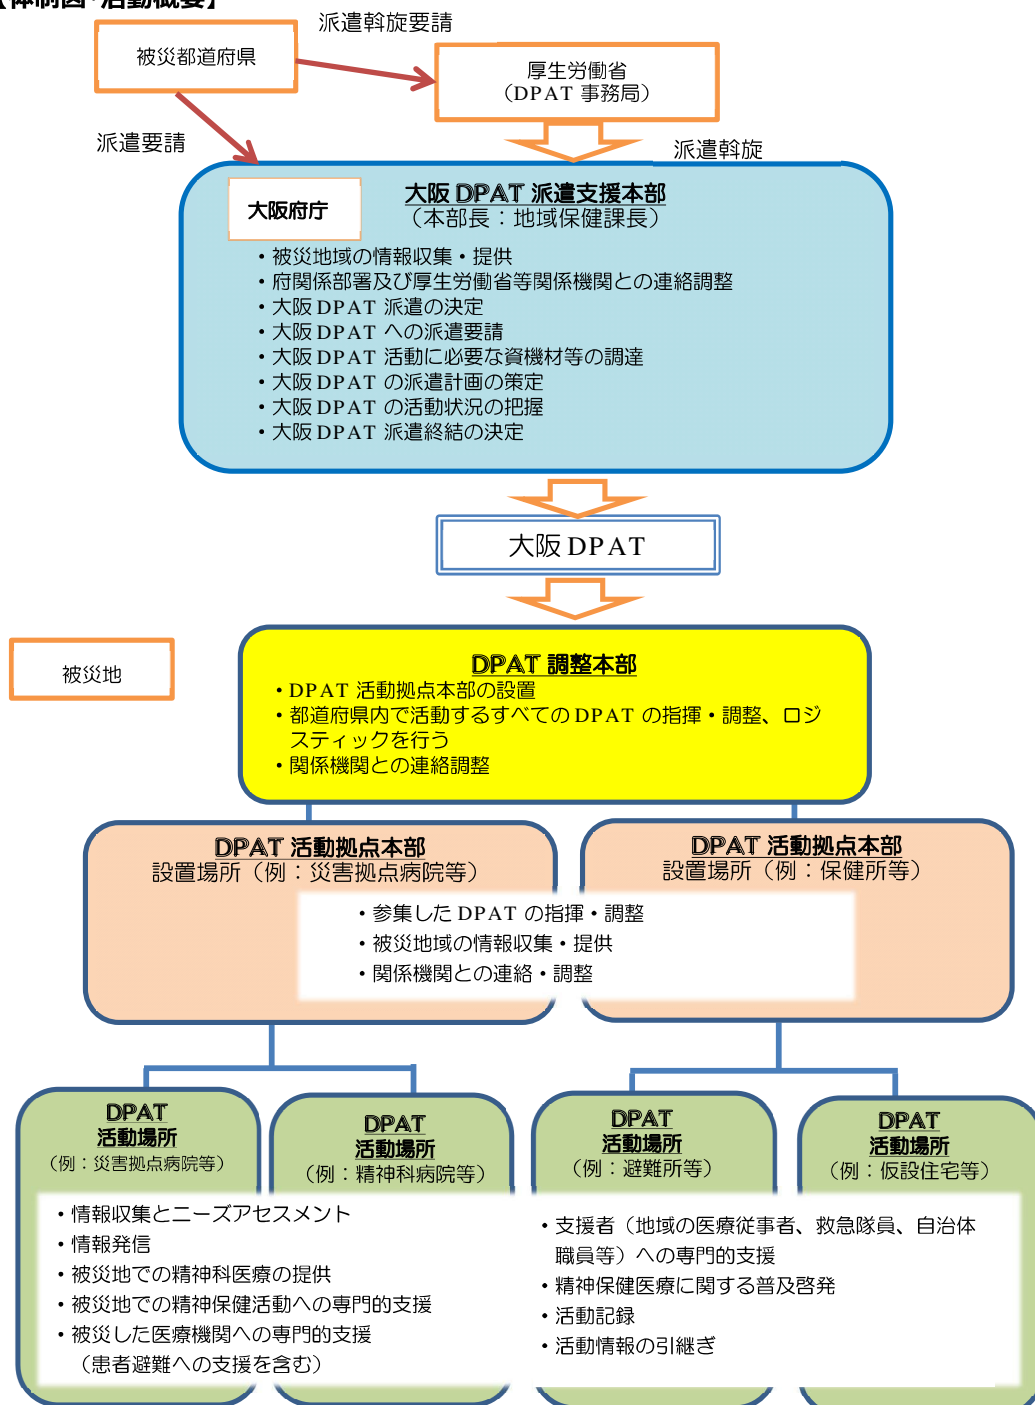 【体制図・活動概要】
派遣斡旋要請
被災都道府県
厚生労働省
（DPAT 事務局）
派遣要請
派遣斡旋
大阪府庁
大阪 DPAT 派遣支援本部
（本部長：地域保健課長）
・被災地域の情報収集・提供
・府関係部署及び厚生労働省等関係機関との連絡調整
・大阪 DPAT 派遣の決定
・大阪 DPAT への派遣要請
・大阪 DPAT 活動に必要な資機材等の調達
・大阪 DPAT の派遣計画の策定
・大阪 DPAT の活動状況の把握
・大阪 DPAT 派遣終結の決定
大阪 DPAT
被災地
DPAT 調整本部
・DPAT 活動拠点本部の設置
・都道府県内で活動するすべての DPAT の指揮・調整、ロジ
スティックを行う
・関係機関との連絡調整
DPAT 活動拠点本部
設置場所（例：災害拠点病院等）
DPAT 活動拠点本部
設置場所（例：保健所等）
・参集した DPAT の指揮・調整
・被災地域の情報収集・提供
・関係機関との連絡・調整
DPAT
活動場所
（例：災害拠点病院等）
DPAT
活動場所
（例：精神科病院等）
DPAT
活動場所
（例：避難所等）
DPAT
活動場所
（例：仮設住宅等）
・情報収集とニーズアセスメント
・情報発信
・被災地での精神科医療の提供
・被災地での精神保健活動への専門的支援
・被災した医療機関への専門的支援
（患者避難への支援を含む）
・支援者（地域の医療従事者、救急隊員、自治体
職員等）への専門的支援
・精神保健医療に関する普及啓発
・活動記録
・活動情報の引継ぎ